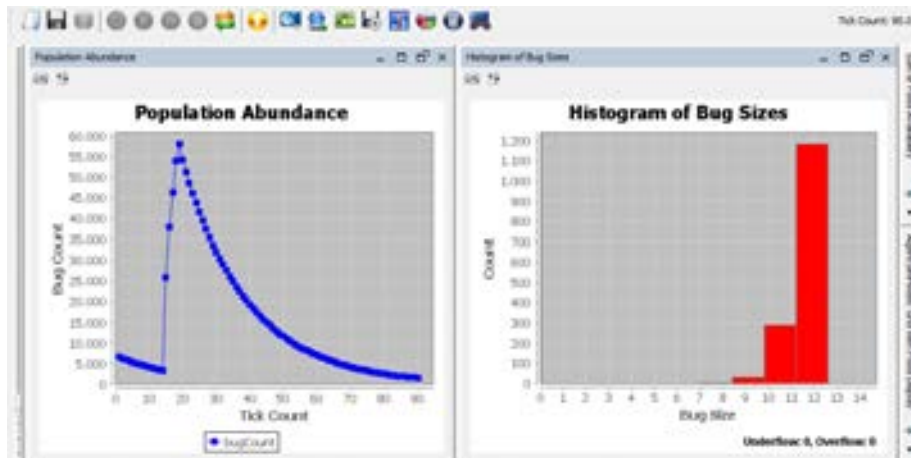 Tick Count: 90.0
Population Abundance
Population Abundance
60.000
55.000
50.000
45.000
40.000
35.000
30.000
25.000
20.000
15.000
10.000
5.000
0
Bug Count
0 10 20 30 40 50 60 70 80 90
Tick Count
bugCount
Histogram of Bug Sizes
Histogram of Bug Sizes
1.200
1.100
1.000
900
800
700
600
500
400
300
200
100
0
Count
0 1 2 3 4 5 6 7 8 9 10 11 12 13 14
Bug Size
Underflow: 0, Overflow: 0